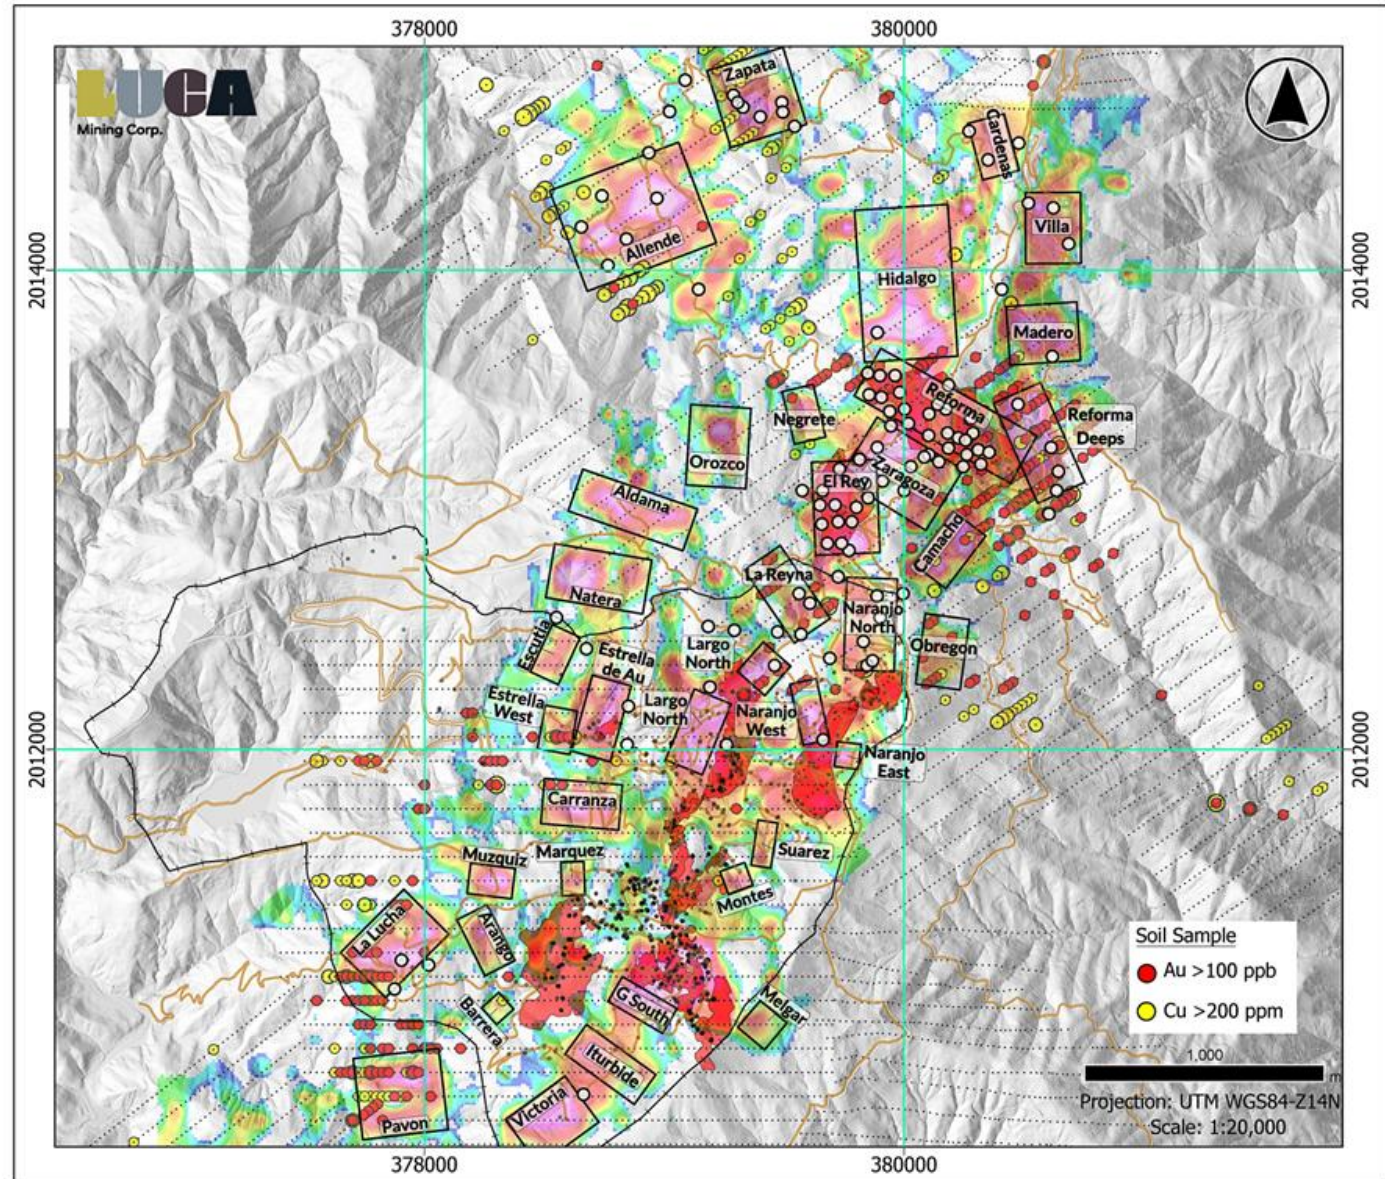 378000
380000
LUCA
Mining Corp.
Zapata
Cardenas
Villa
Allende
2014000
2014000
Hidalgo
Madero
Reforma
Negrete
Reforma
Deeps
Orozco
Zaragoza
El Rey
Aldama
Camacho
La Reyna
Natera
Naranjo
North
Escutia
Largo
North
Obregon
Estrella
de Au
Estrella
West
Largo
North
Naranjo
West
2012000
2012000
Naranjo
East
Carranza
Suarez
Muzquiz
Marquez
Montes
La Lucha
Arango
G South
Melgar
Barrera
Iturbide
Victoria
Pavon
Soil Sample
Au >100 ppb
Cu >200 ppm
1,000
m
Projection: UTM WGS84-Z14N
Scale: 1:20,000
378000
380000